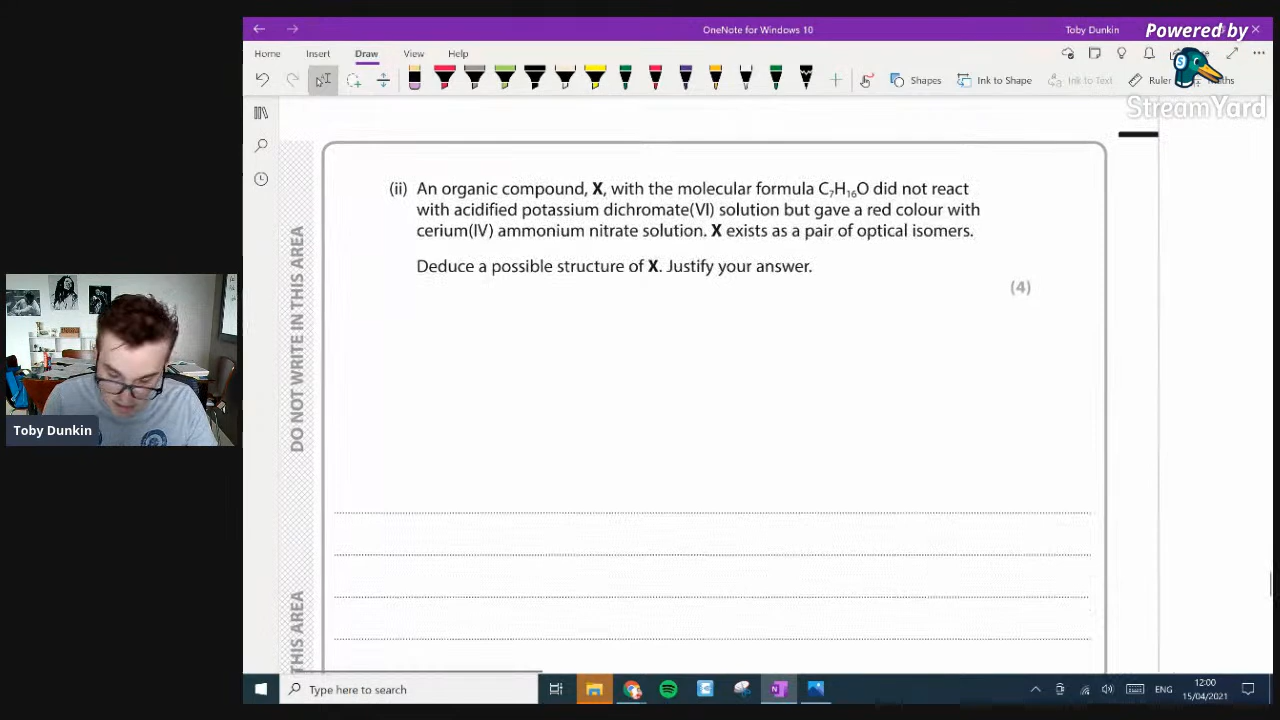 OneNote for Windows 10
Toby Dunkin
Powered by
StreamYard
Home Insert Draw View Help
Shapes
Ink to Shape
Ink to Text
Ruler
Maths
(ii) An organic compound, X, with the molecular formula C₇H₁₆O did not react
with acidified potassium dichromate(VI) solution but gave a red colour with
cerium(IV) ammonium nitrate solution. X exists as a pair of optical isomers.
Deduce a possible structure of X. Justify your answer.
(4)
DO NOT WRITE IN THIS AREA
THIS AREA
Toby Dunkin
Type here to search
ENG
12:00
15/04/2021